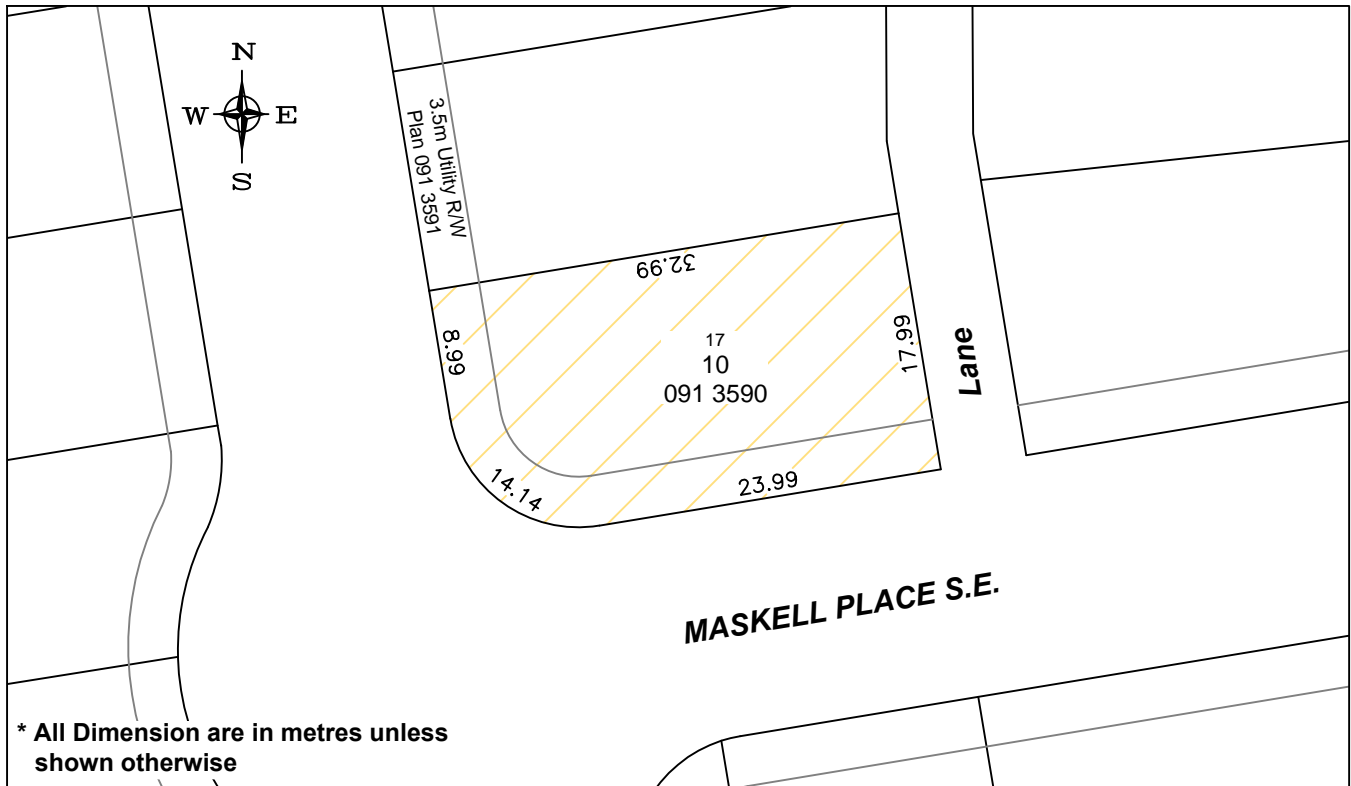 N
W E
S
3.5m Utility R/W
Plan 091 3591
32.99
8.99
17
10
091 3590
17.99
Lane
14.14
23.99
MASKELL PLACE S.E.
* All Dimension are in metres unless
shown otherwise